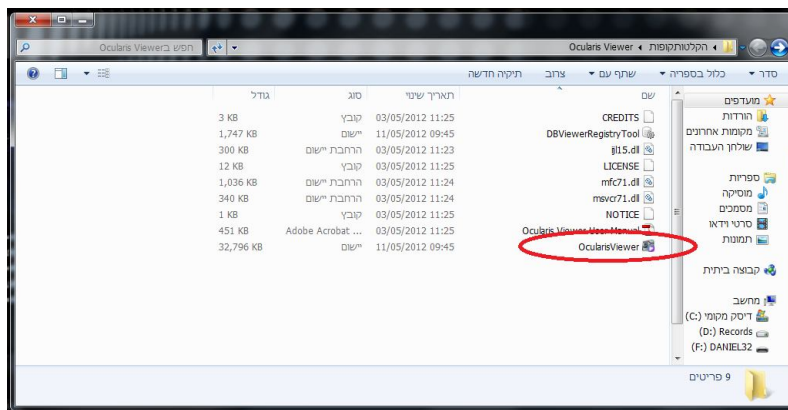 הקלטותקופות ◂ Ocularis Viewer
חפש בOcularis Viewer
סדר ▾ כלול בספריה ▾ שתף עם ▾ צרוב תיקיה חדשה
מועדפים
הורדות
מקומות אחרונים
שולחן העבודה
ספריות
מוסיקה
מסמכים
סרטי וידאו
תמונות
קבוצה ביתית
מחשב
דיסק מקומי (C:)
Records (D:)
DANIEL32 (F:)
שם תאריך שינוי סוג גודל
CREDITS 03/05/2012 11:25 קובץ 3 KB
DBViewerRegistryTool 11/05/2012 09:45 יישום 1,747 KB
ijl15.dll 03/05/2012 11:23 הרחבת יישום 300 KB
LICENSE 03/05/2012 11:25 קובץ 12 KB
mfc71.dll 03/05/2012 11:24 הרחבת יישום 1,036 KB
msvcr71.dll 03/05/2012 11:24 הרחבת יישום 340 KB
NOTICE 03/05/2012 11:25 קובץ 1 KB
Ocularis Viewer User Manual 03/05/2012 11:25 Adobe Acrobat ... 451 KB
OcularisViewer 11/05/2012 09:45 יישום 32,796 KB
9 פריטים